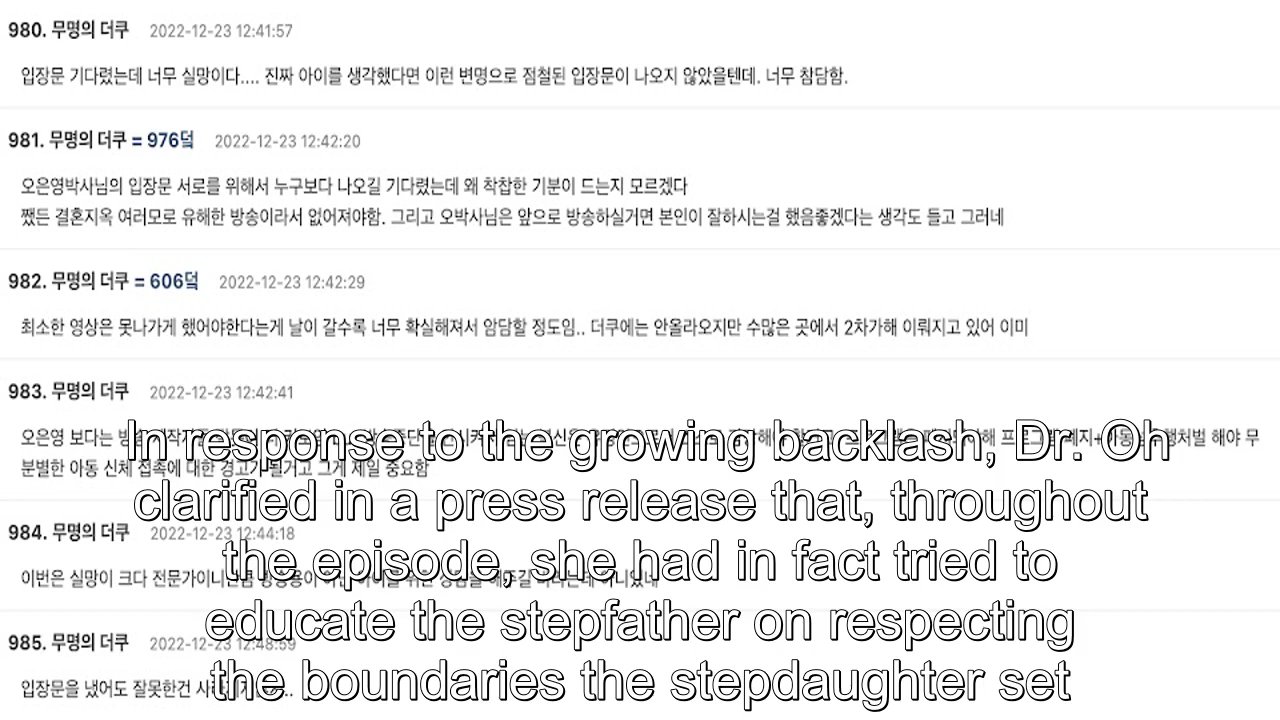 980. 무명의 더쿠 2022-12-23 12:41:57
입장문 기다렸는데 너무 실망이다.... 진짜 아이를 생각했다면 이런 변명으로 점철된 입장문이 나오지 않았을텐데. 너무 참담함.
981. 무명의 더쿠 = 976덬 2022-12-23 12:42:20
오은영박사님의 입장문 서로를 위해서 누구보다 나오길 기다렸는데 왜 착찹한 기분이 드는지 모르겠다
쨌든 결혼지옥 여러모로 유해한 방송이라서 없어져야함. 그리고 오박사님은 앞으로 방송하실거면 본인이 잘하시는걸 했음좋겠다는 생각도 들고 그러네
982. 무명의 더쿠 = 606덬 2022-12-23 12:42:29
최소한 영상은 못나가게 했어야한다는게 날이 갈수록 너무 확실해져서 암담할 정도임.. 더쿠에는 안올라오지만 수많은 곳에서 2차가해 이뤄지고 있어 이미
983. 무명의 더쿠 2022-12-23 12:42:41
오은영 보다는 해야 무
분별한 아동 신체 접촉에 대한 경고가 될거고 그게 제일 중요함
984. 무명의 더쿠 2022-12-23 12:44:18
이번은 실망이 크다
985. 무명의 더쿠 2022-12-23 12:48:59
입장문을 냈어도 잘못한건
In response to the growing backlash, Dr. Oh
clarified in a press release that, throughout
the episode, she had in fact tried to
educate the stepfather on respecting
the boundaries the stepdaughter set